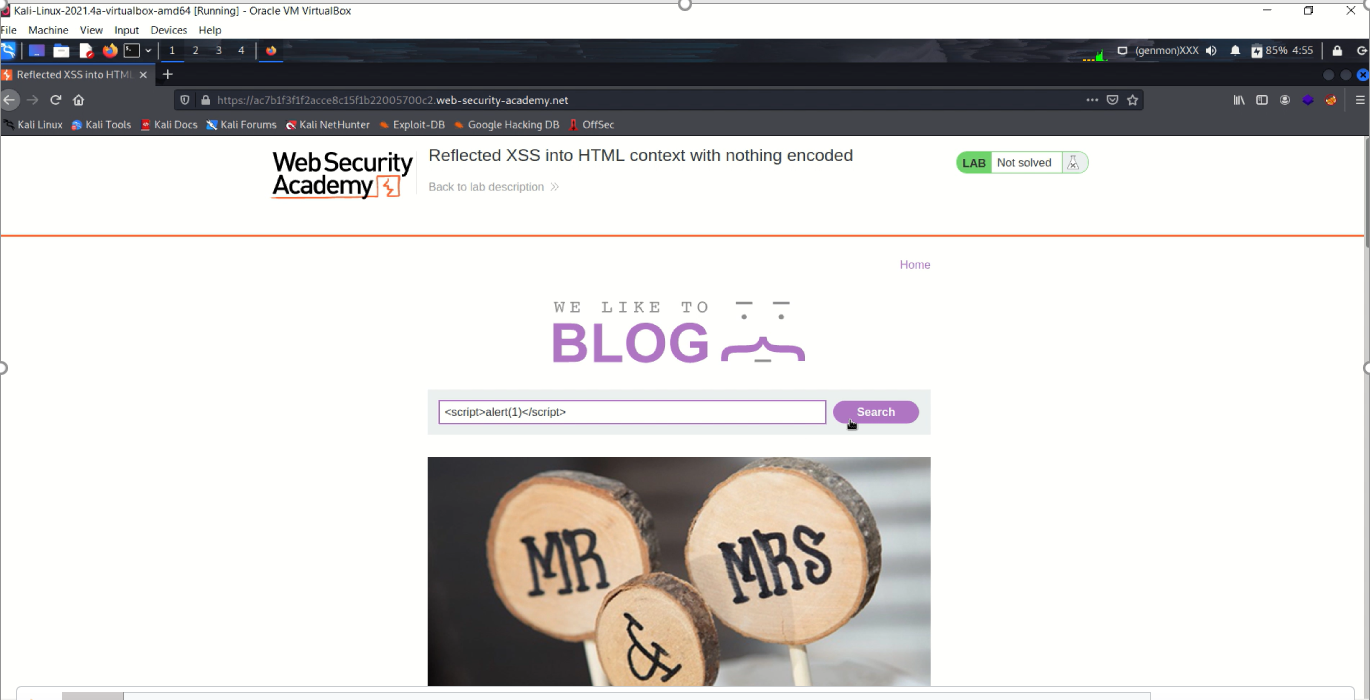 Kali-Linux-2021.4a-virtualbox-amd64 [Running] - Oracle VM VirtualBox
File Machine View Input Devices Help
1 2 3 4 (genmon)XXX 85% 4:55
Reflected XSS into HTML
https://ac7b1f3f1f2acce8c15f1b22005700c2.web-security-academy.net
Kali Linux Kali Tools Kali Docs Kali Forums Kali NetHunter Exploit-DB Google Hacking DB OffSec
Web Security
Academy
Reflected XSS into HTML context with nothing encoded
Back to lab description
LAB Not solved
Home
WE LIKE TO
BLOG
<script>alert(1)</script>
Search
MR
MRS
&